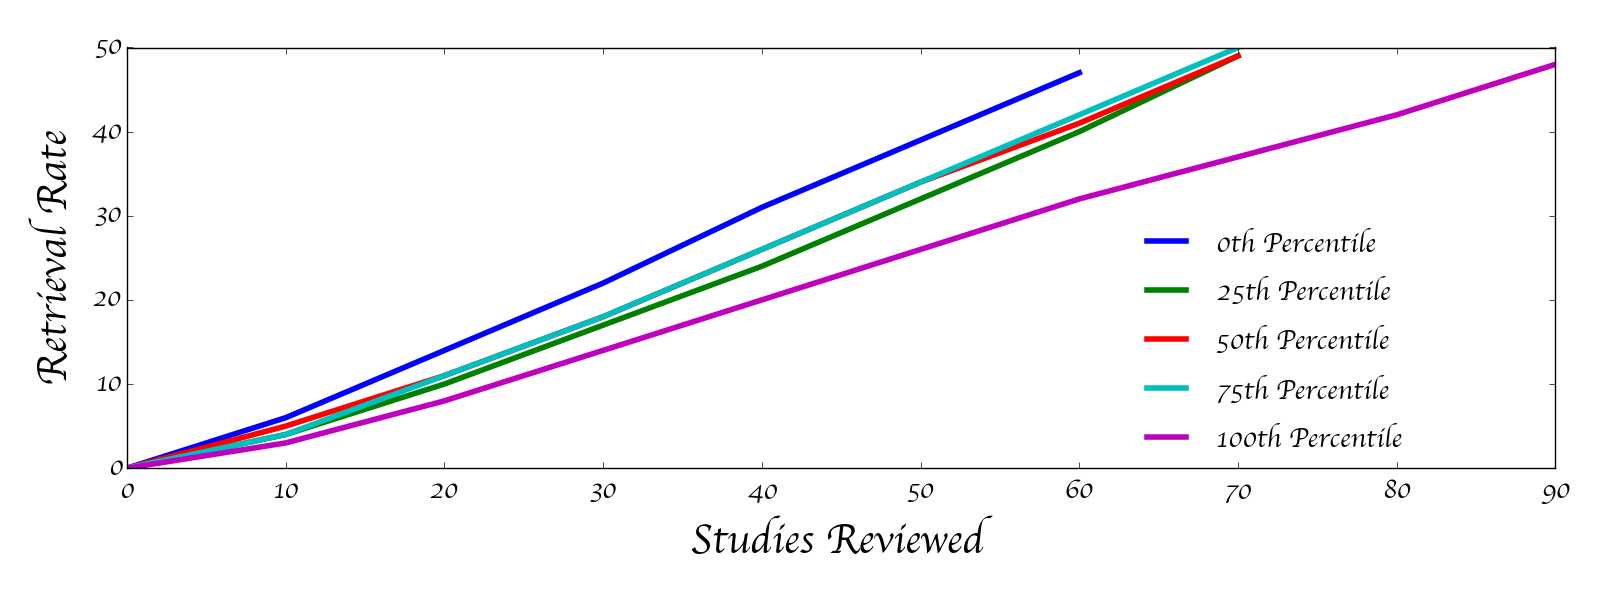 50
40
30
20
10
0
Retrieval Rate
0th Percentile
25th Percentile
50th Percentile
75th Percentile
100th Percentile
0 10 20 30 40 50 60 70 80 90
Studies Reviewed